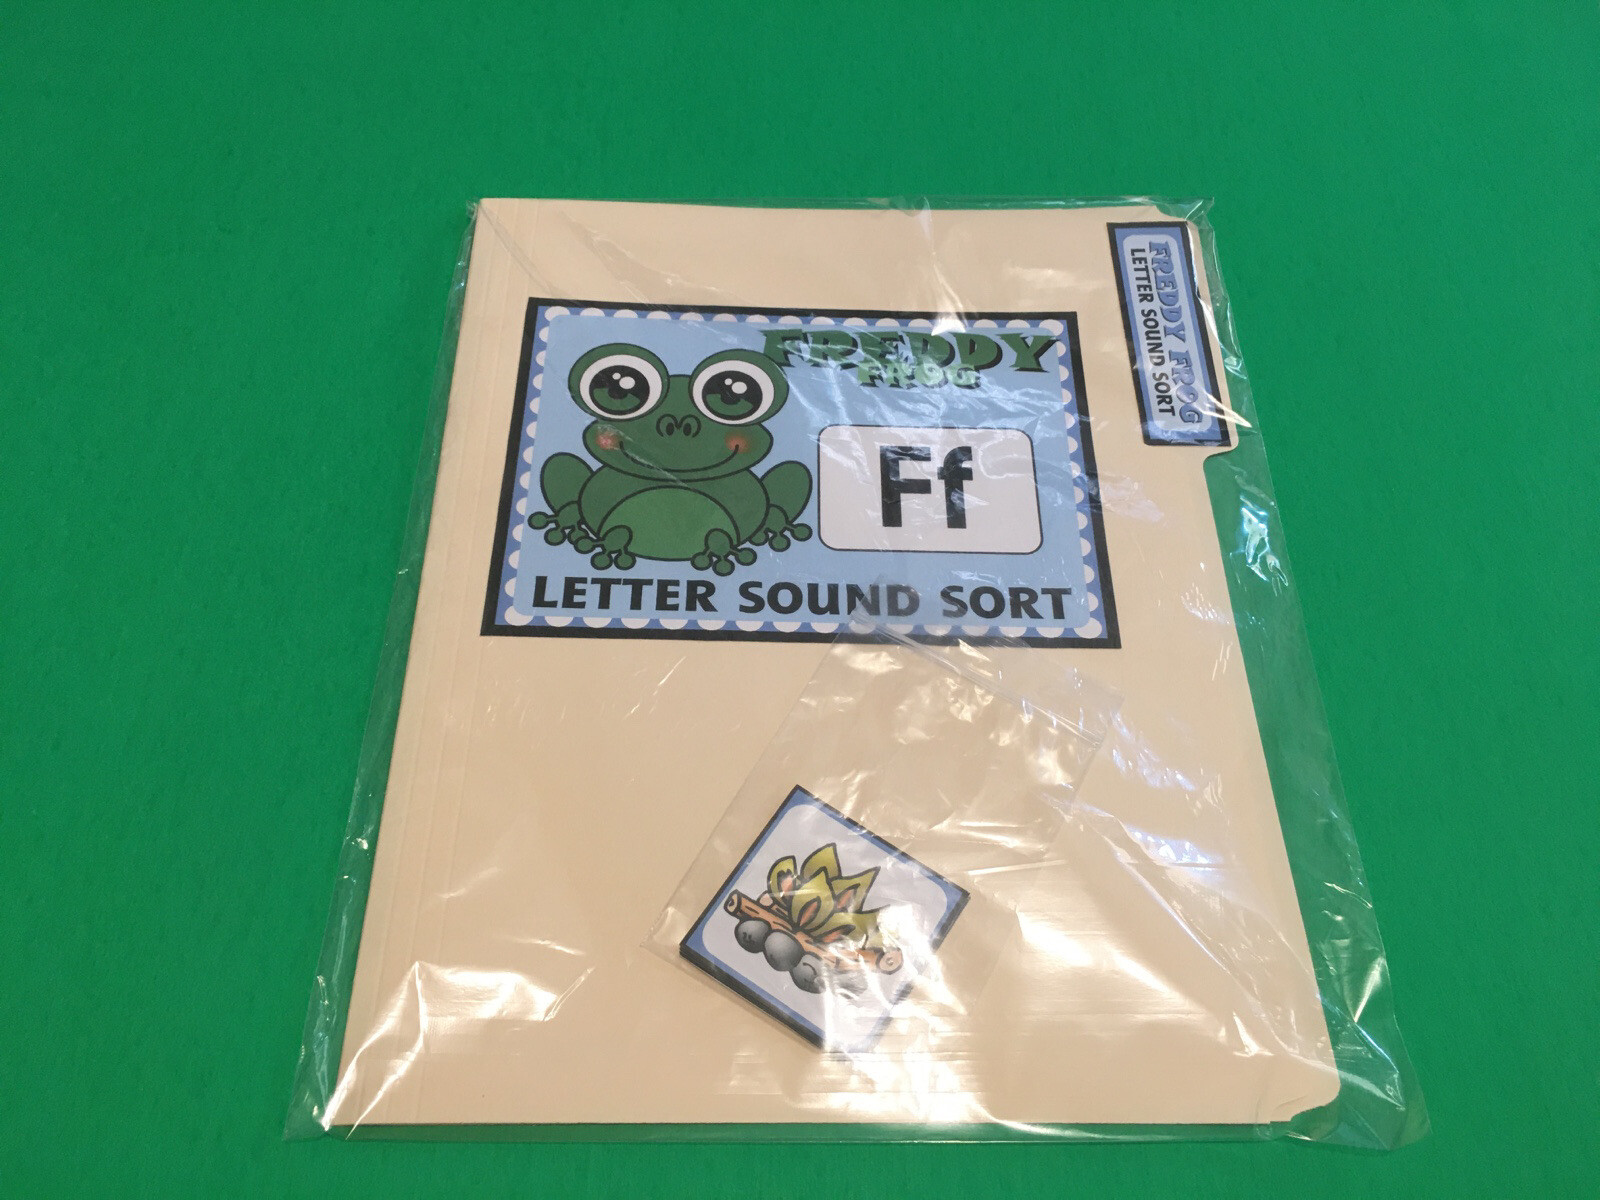 FREDDY
FROG
Ff
LETTER SOUND SORT
FREDDY FROG
LETTER SOUND SORT